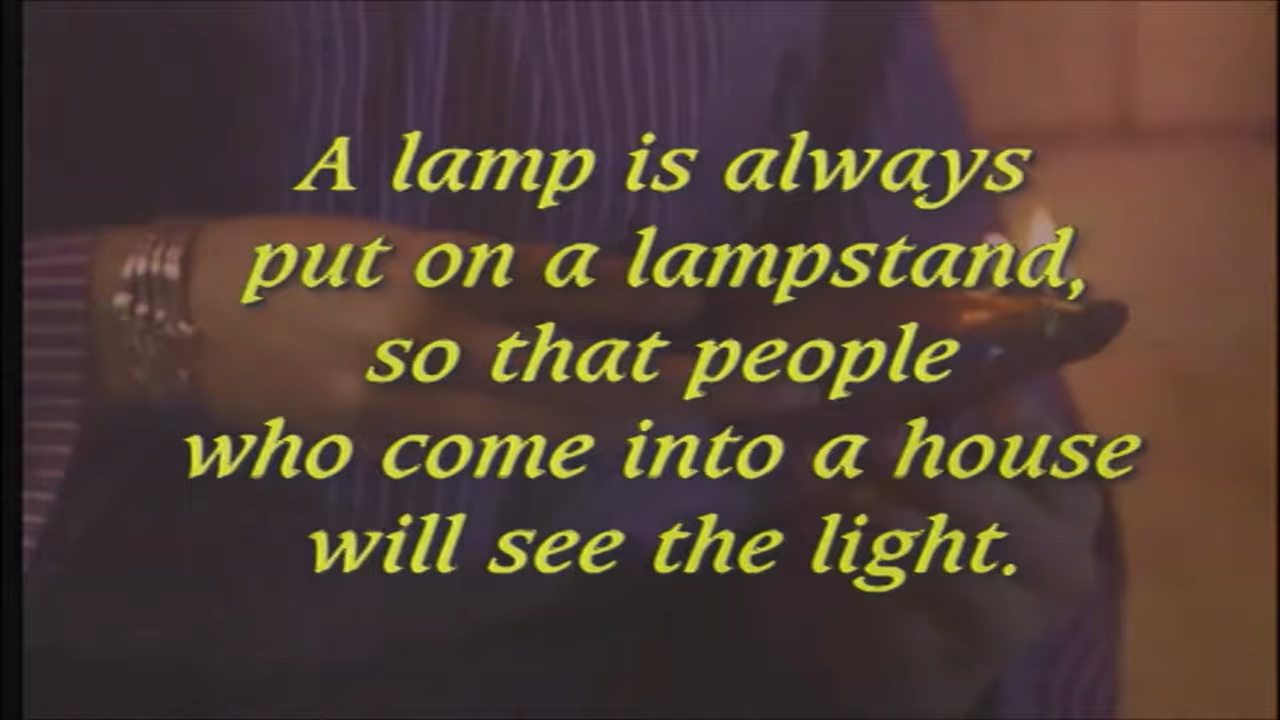 A lamp is always
put on a lampstand,
so that people
who come into a house
will see the light.